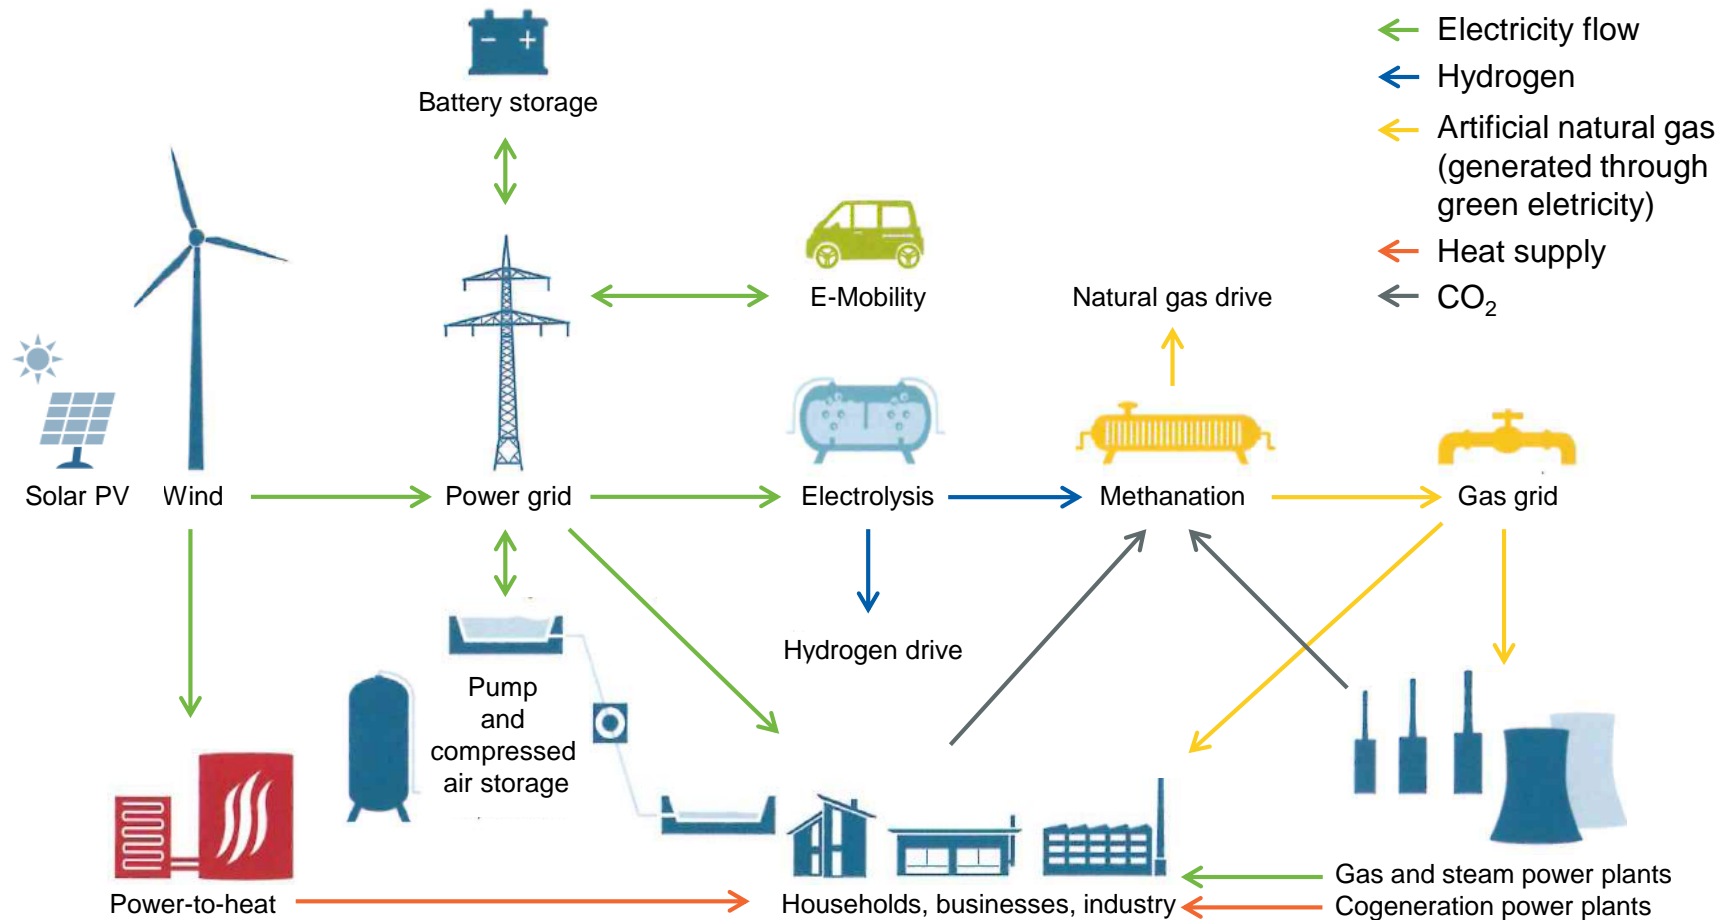 Electricity flow
Hydrogen
Artificial natural gas
(generated through
green eletricity)
Heat supply
CO₂
− +
Battery storage
E-Mobility
Natural gas drive
Solar PV
Wind
Power grid
Electrolysis
Methanation
Gas grid
Hydrogen drive
Pump
and
compressed
air storage
Power-to-heat
Households, businesses, industry
Gas and steam power plants
Cogeneration power plants